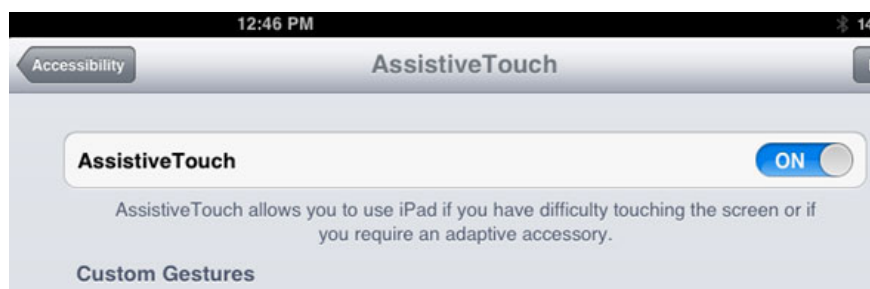 12:46 PM
14
Accessibility
AssistiveTouch
AssistiveTouch
ON
AssistiveTouch allows you to use iPad if you have difficulty touching the screen or if
you require an adaptive accessory.
Custom Gestures